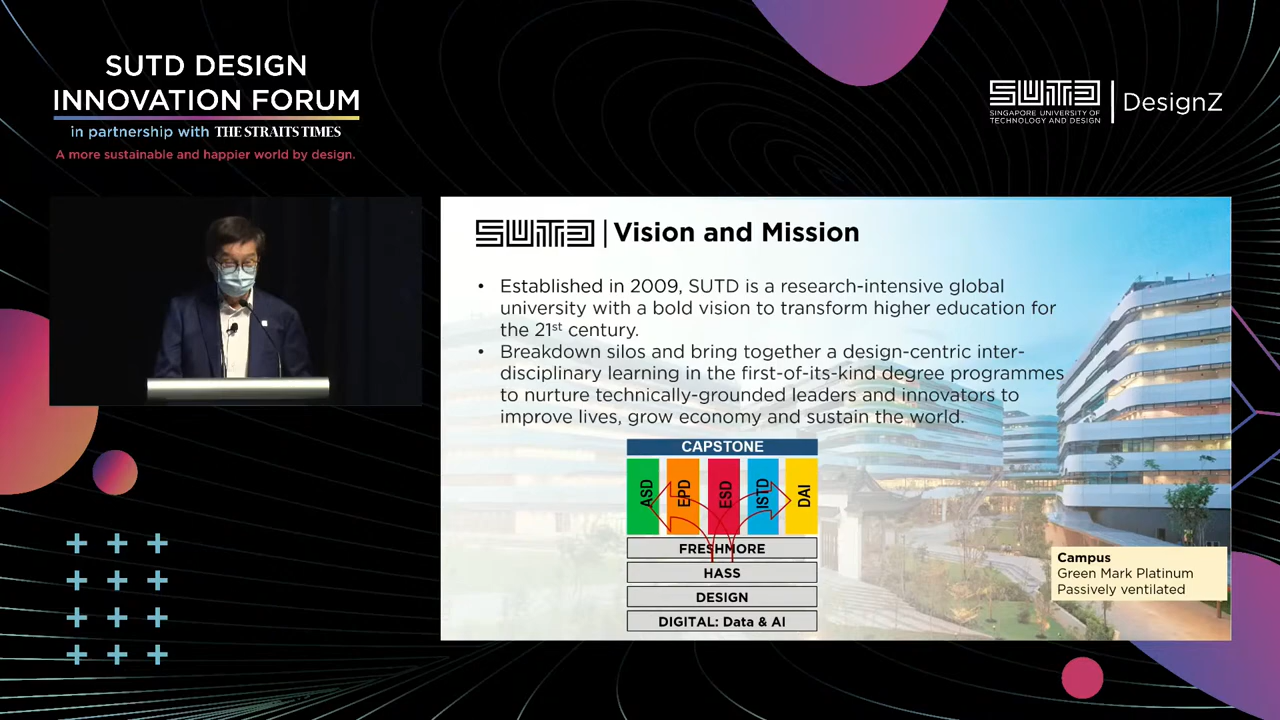 SUTD DESIGN
INNOVATION FORUM
in partnership with THE STRAITS TIMES
A more sustainable and happier world by design.
SUTD
SINGAPORE UNIVERSITY OF
TECHNOLOGY AND DESIGN
DesignZ
SUTD | Vision and Mission
• Established in 2009, SUTD is a research-intensive global
university with a bold vision to transform higher education for
the 21st century.
• Breakdown silos and bring together a design-centric inter-
disciplinary learning in the first-of-its-kind degree programmes
to nurture technically-grounded leaders and innovators to
improve lives, grow economy and sustain the world.
CAPSTONE
ASD
EPD
ESD
ISTD
DAI
FRESHMORE
HASS
DESIGN
DIGITAL: Data & AI
Campus
Green Mark Platinum
Passively ventilated